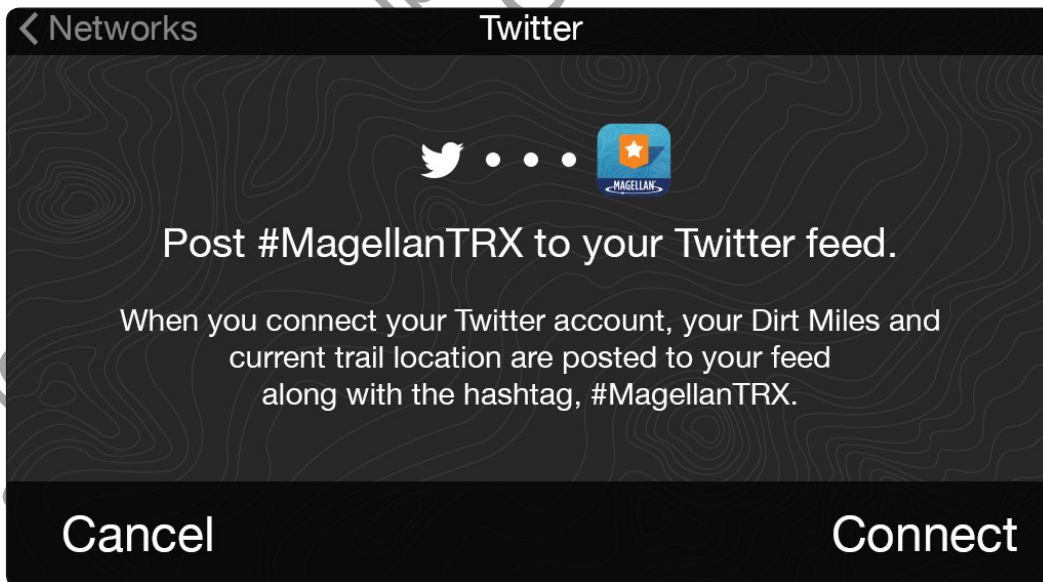 Networks
Twitter
MAGELLAN
Post #MagellanTRX to your Twitter feed.
When you connect your Twitter account, your Dirt Miles and
current trail location are posted to your feed
along with the hashtag, #MagellanTRX.
Cancel
Connect